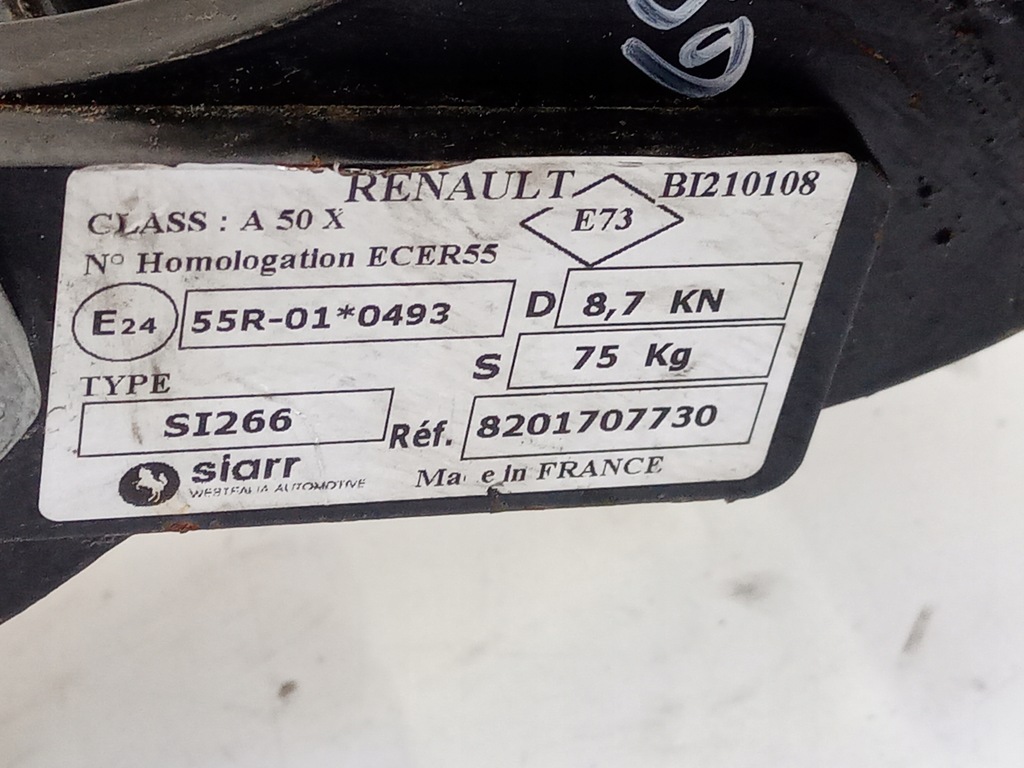 RENAULT E73 BI210108
CLASS : A 50 X
N° Homologation ECER55
E24 55R-01*0493 D 8,7 KN
S 75 Kg
TYPE
SI266 Réf. 8201707730
siarr
WESTFALIA AUTOMOTIVE
Ma e in FRANCE